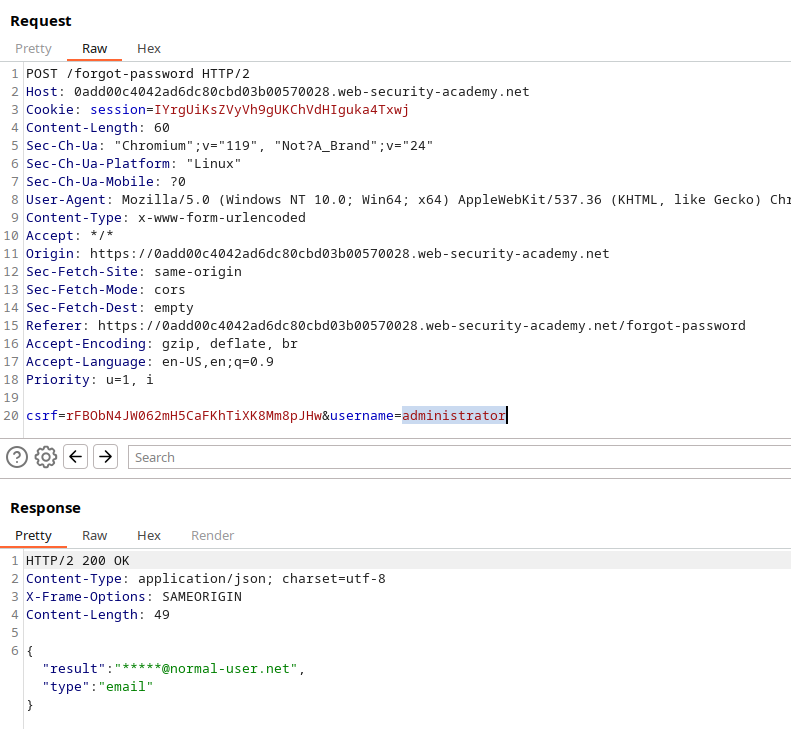 Request
Pretty Raw Hex
1 POST /forgot-password HTTP/2
2 Host: 0add00c4042ad6dc80cbd03b00570028.web-security-academy.net
3 Cookie: session=IYrgUiKsZVyVh9gUKChVdHIguka4Txwj
4 Content-Length: 60
5 Sec-Ch-Ua: "Chromium";v="119", "Not?A_Brand";v="24"
6 Sec-Ch-Ua-Platform: "Linux"
7 Sec-Ch-Ua-Mobile: ?0
8 User-Agent: Mozilla/5.0 (Windows NT 10.0; Win64; x64) AppleWebKit/537.36 (KHTML, like Gecko) Chr
9 Content-Type: x-www-form-urlencoded
10 Accept: */*
11 Origin: https://0add00c4042ad6dc80cbd03b00570028.web-security-academy.net
12 Sec-Fetch-Site: same-origin
13 Sec-Fetch-Mode: cors
14 Sec-Fetch-Dest: empty
15 Referer: https://0add00c4042ad6dc80cbd03b00570028.web-security-academy.net/forgot-password
16 Accept-Encoding: gzip, deflate, br
17 Accept-Language: en-US,en;q=0.9
18 Priority: u=1, i
19
20 csrf=rFBObN4JW062mH5CaFKhTiXK8Mm8pJHw&username=administrator
Search
Response
Pretty Raw Hex Render
1 HTTP/2 200 OK
2 Content-Type: application/json; charset=utf-8
3 X-Frame-Options: SAMEORIGIN
4 Content-Length: 49
5
6 {
"result":"*****@normal-user.net",
"type":"email"
}